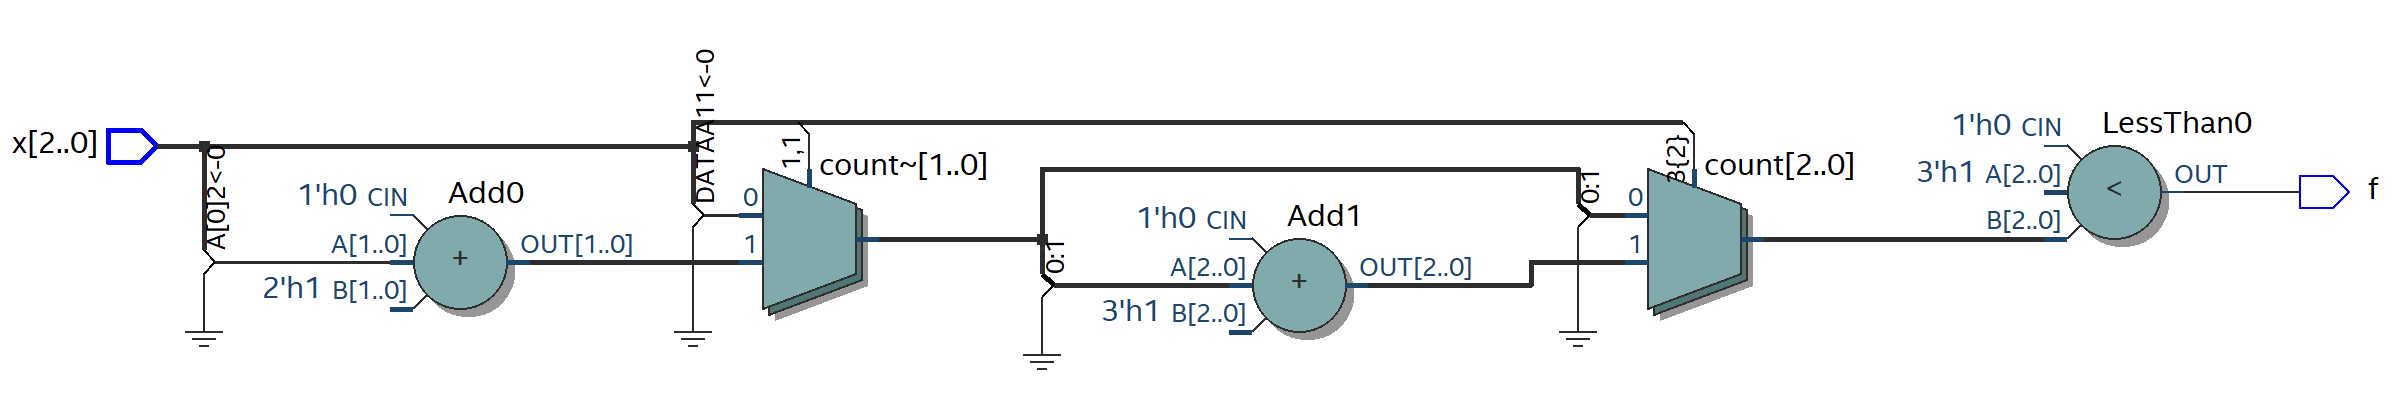 x[2..0]
A[0]2<-0
1'h0 CIN
Add0
A[1..0]
2'h1 B[1..0]
+
OUT[1..0]
DATAA11<-0
1,1
count~[1..0]
0
1
0:1
1'h0 CIN
Add1
A[2..0]
3'h1 B[2..0]
+
OUT[2..0]
0:1
count[2..0]
0
1
1'h0 CIN
LessThan0
3'h1 A[2..0]
B[2..0]
<
OUT
f